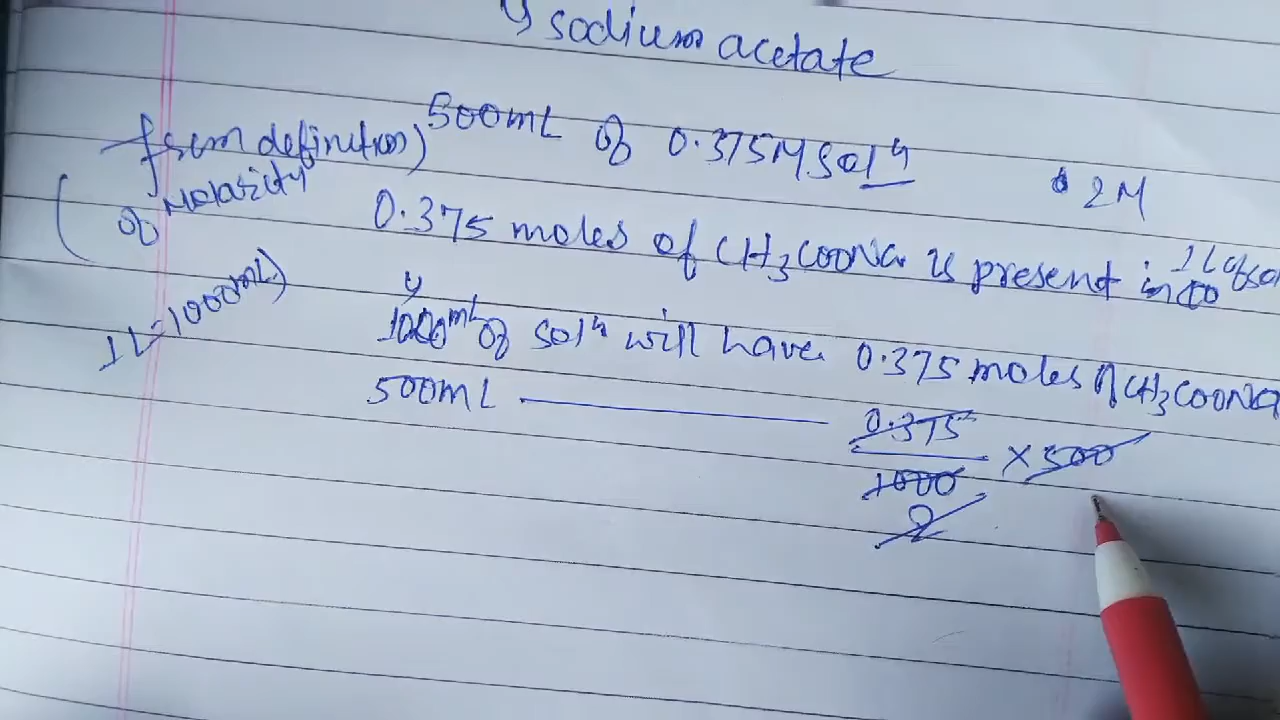 sodium acetate
500mL of 0.375M solⁿ
(from definition of Molarity)
2M
0.375 moles of CH₃COONa is present in 1L of sol
(1L=1000mL)
1000mL of solⁿ will have 0.375 moles of CH₃COONa
500mL ——— 0.375 × 500
1000
2